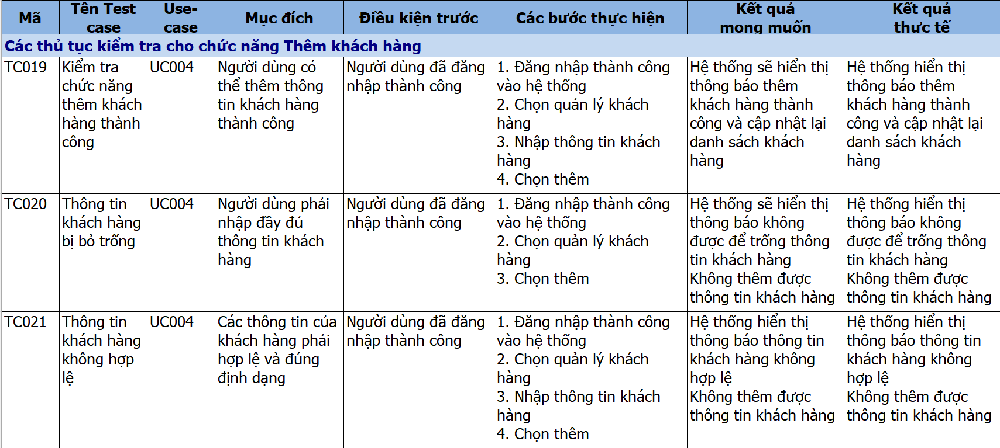 Mã
Tên Test
case
Use-
case
Mục đích
Điều kiện trước
Các bước thực hiện
Kết quả
mong muốn
Kết quả
thực tế
Các thủ tục kiểm tra cho chức năng Thêm khách hàng
TC019
Kiểm tra
chức năng
thêm khách
hàng thành
công
UC004
Người dùng có
thể thêm thông
tin khách hàng
thành công
Người dùng đã đăng
nhập thành công
1. Đăng nhập thành công
vào hệ thống
2. Chọn quản lý khách
hàng
3. Nhập thông tin khách
hàng
4. Chọn thêm
Hệ thống sẽ hiển thị
thông báo thêm
khách hàng thành
công và cập nhật lại
danh sách khách
hàng
Hệ thống hiển thị
thông báo thêm
khách hàng thành
công và cập nhật lại
danh sách khách
hàng
TC020
Thông tin
khách hàng
bị bỏ trống
UC004
Người dùng phải
nhập đầy đủ
thông tin khách
hàng
Người dùng đã đăng
nhập thành công
1. Đăng nhập thành công
vào hệ thống
2. Chọn quản lý khách
hàng
3. Chọn thêm
Hệ thống sẽ hiển thị
thông báo không
được để trống thông
tin khách hàng
Không thêm được
thông tin khách hàng
Hệ thống hiển thị
thông báo không
được để trống thông
tin khách hàng
Không thêm được
thông tin khách hàng
TC021
Thông tin
khách hàng
không hợp
lệ
UC004
Các thông tin của
khách hàng phải
hợp lệ và đúng
định dạng
Người dùng đã đăng
nhập thành công
1. Đăng nhập thành công
vào hệ thống
2. Chọn quản lý khách
hàng
3. Nhập thông tin khách
hàng
4. Chọn thêm
Hệ thống hiển thị
thông báo thông tin
khách hàng không
hợp lệ
Không thêm được
thông tin khách hàng
Hệ thống hiển thị
thông báo thông tin
khách hàng không
hợp lệ
Không thêm được
thông tin khách hàng